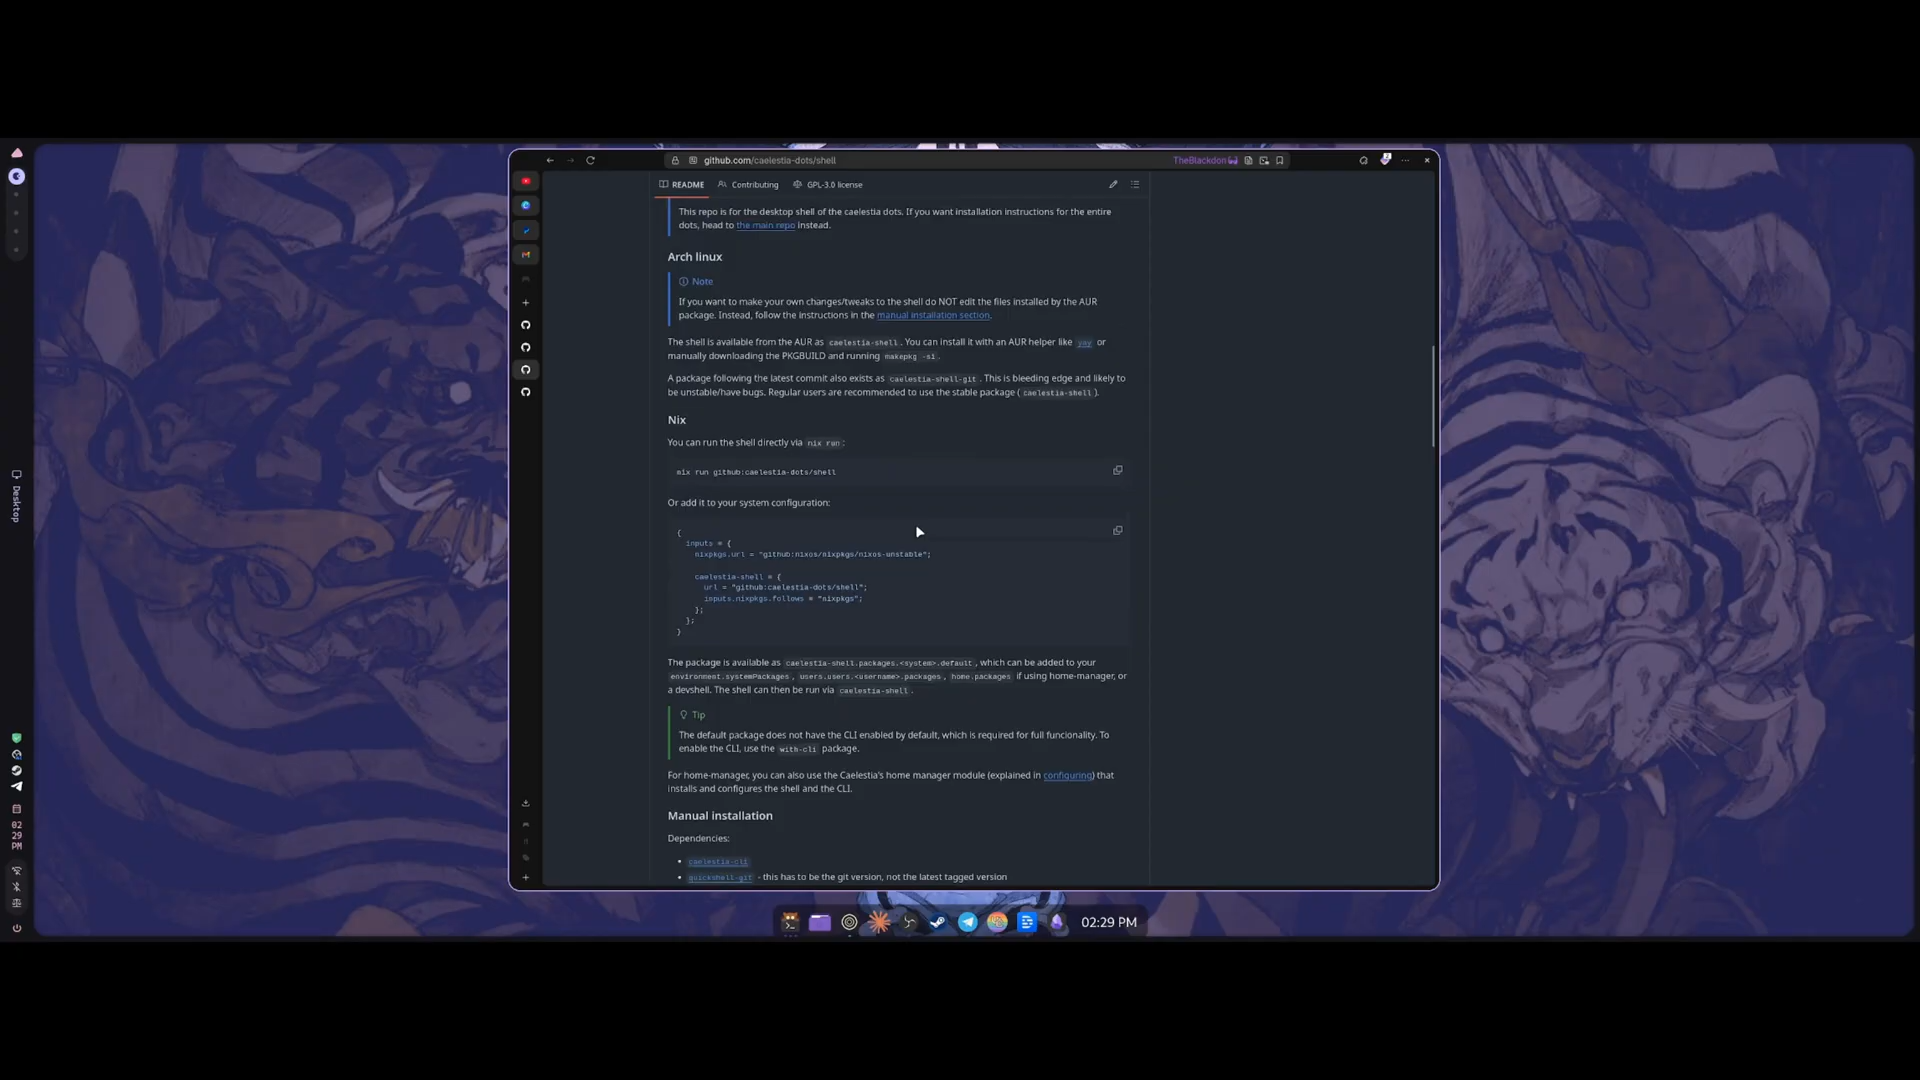 github.com/caelestia-dots/shell
TheBlackdon
README
Contributing
GPL-3.0 license
This repo is for the desktop shell of the caelestia dots. If you want installation instructions for the entire
dots, head to the main repo instead.
Arch linux
Note
If you want to make your own changes/tweaks to the shell do NOT edit the files installed by the AUR
package. Instead, follow the instructions in the manual installation section.
The shell is available from the AUR as caelestia-shell. You can install it with an AUR helper like yay or
manually downloading the PKGBUILD and running makepkg -si.
A package following the latest commit also exists as caelestia-shell-git. This is bleeding edge and likely to
be unstable/have bugs. Regular users are recommended to use the stable package (caelestia-shell).
Nix
You can run the shell directly via nix run:
nix run github:caelestia-dots/shell
Or add it to your system configuration:
{
inputs = {
nixpkgs.url = "github:nixos/nixpkgs/nixos-unstable";
caelestia-shell = {
url = "github:caelestia-dots/shell";
inputs.nixpkgs.follows = "nixpkgs";
};
};
}
The package is available as caelestia-shell.packages.<system>.default, which can be added to your
environment.systemPackages, users.users.<username>.packages, home.packages if using home-manager, or
a devshell. The shell can then be run via caelestia-shell.
Tip
The default package does not have the CLI enabled by default, which is required for full funcionality. To
enable the CLI, use the with-cli package.
For home-manager, you can also use the Caelestia's home manager module (explained in configuring) that
installs and configures the shell and the CLI.
Manual installation
Dependencies:
caelestia-cli
quickshell-git - this has to be the git version, not the latest tagged version
Desktop
02
29
PM
02:29 PM